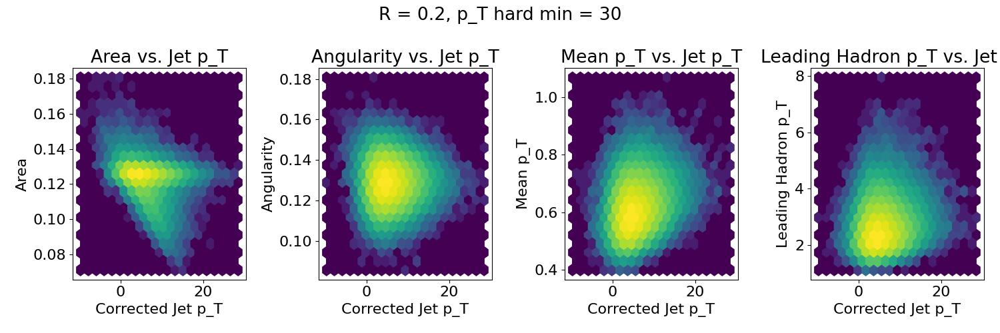 R = 0.2, p_T hard min = 30
Area vs. Jet p_T
Angularity vs. Jet p_T
Mean p_T vs. Jet p_T
Leading Hadron p_T vs. Jet
Area
0.18
0.16
0.14
0.12
0.10
0.08
0
20
Corrected Jet p_T
Angularity
0.18
0.16
0.14
0.12
0.10
0
20
Corrected Jet p_T
Mean p_T
1.0
0.8
0.6
0.4
0
20
Corrected Jet p_T
Leading Hadron p_T
8
6
4
2
0
20
Corrected Jet p_T